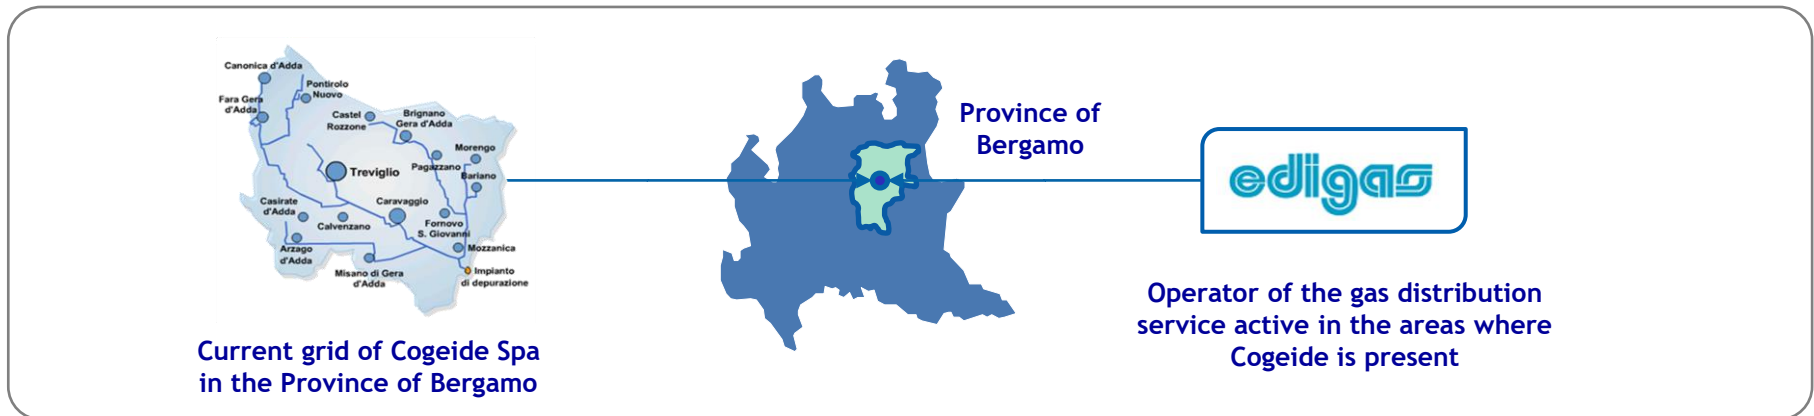 Canonica d'Adda
Pontirolo
Nuovo
Fara Gera
d'Adda
Castel
Rozzone
Brignano
Gera d'Adda
Morengo
Pagazzano
Treviglio
Bariano
Casirate
d'Adda
Caravaggio
Calvenzano
Fornovo
S. Giovanni
Arzago
d'Adda
Mozzanica
Misano di Gera
d'Adda
Impianto
di depurazione
Current grid of Cogeide Spa
in the Province of Bergamo
Province of
Bergamo
edigas
Operator of the gas distribution
service active in the areas where
Cogeide is present